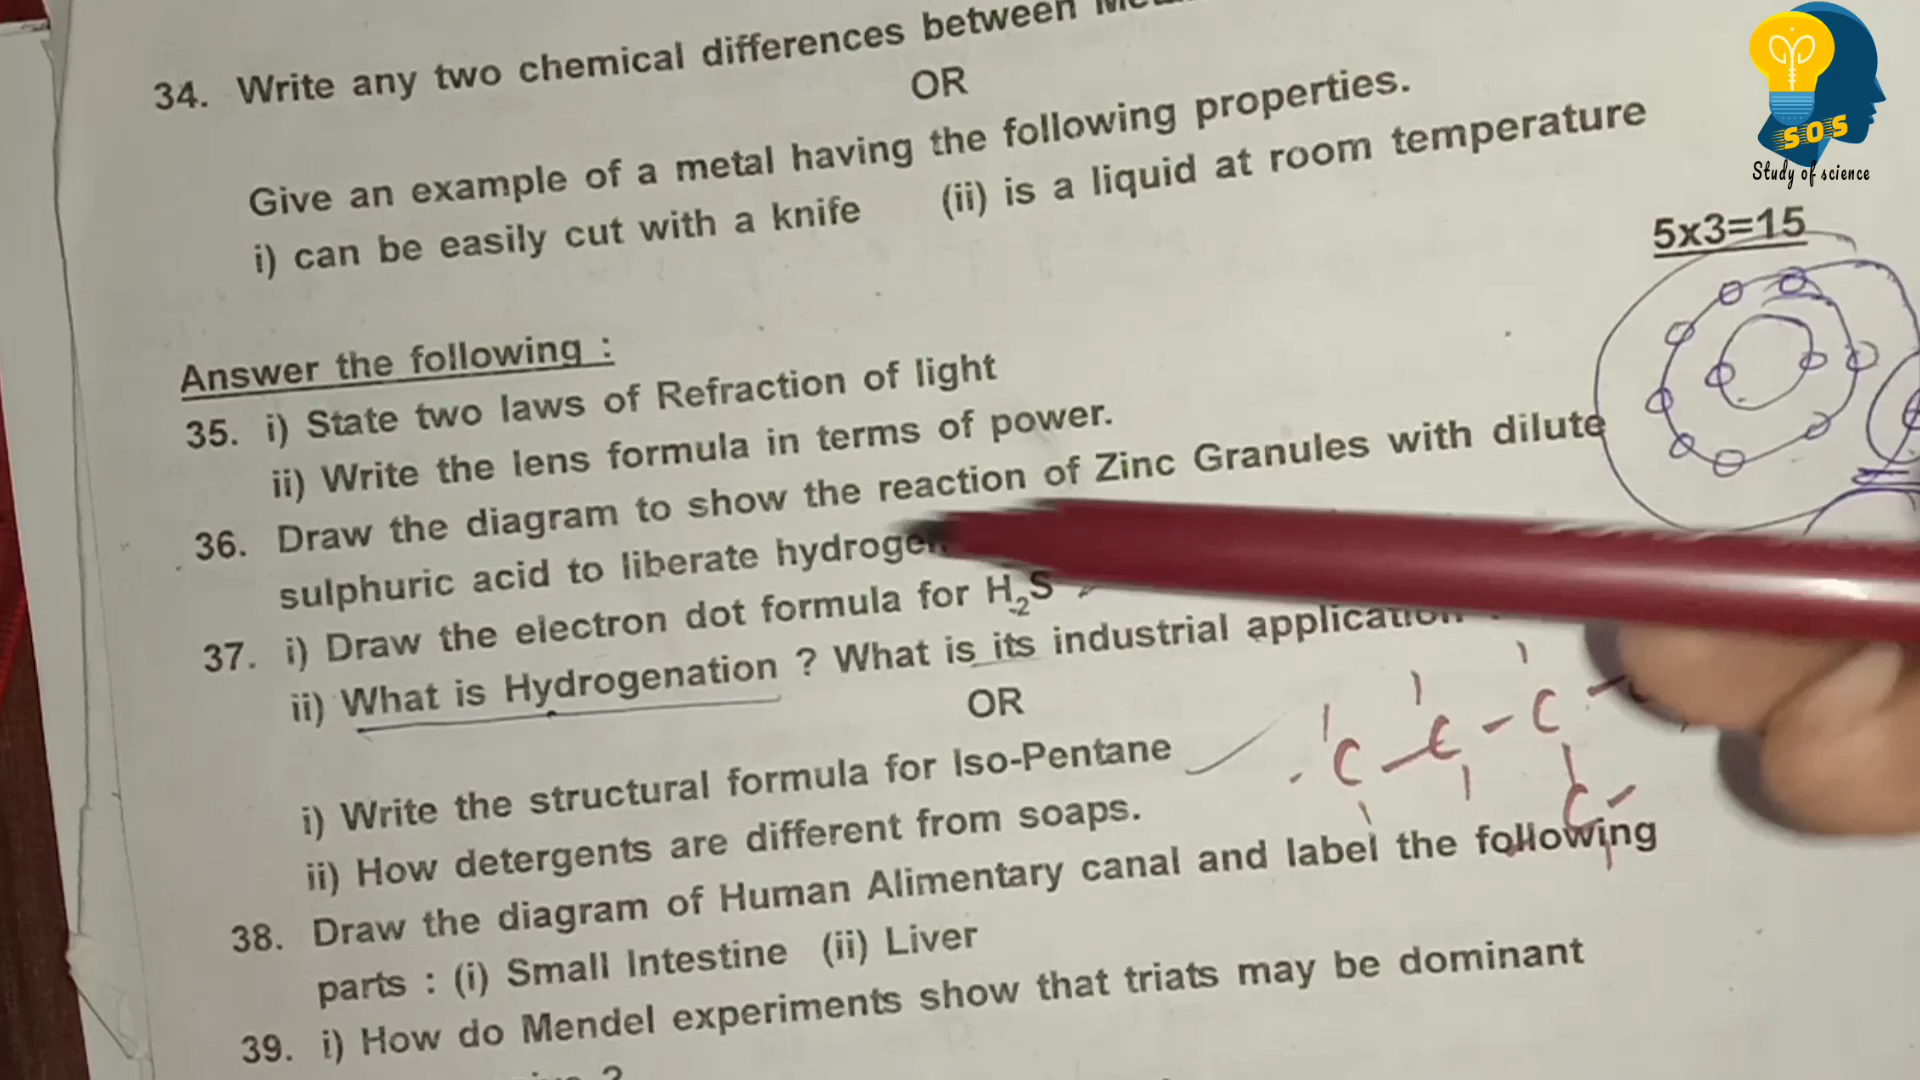 34. Write any two chemical differences between
OR
Give an example of a metal having the following properties.
i) can be easily cut with a knife (ii) is a liquid at room temperature
SOS
Study of science
5x3=15
Answer the following :
35. i) State two laws of Refraction of light
ii) Write the lens formula in terms of power.
36. Draw the diagram to show the reaction of Zinc Granules with dilute
sulphuric acid to liberate
37. i) Draw the electron dot formula for H₂S
ii) What is Hydrogenation ? What is its industrial application
OR
i) Write the structural formula for Iso-Pentane
C - C - C -
C -
ii) How detergents are different from soaps.
38. Draw the diagram of Human Alimentary canal and label the following
parts : (i) Small Intestine (ii) Liver
39. i) How do Mendel experiments show that triats may be dominant